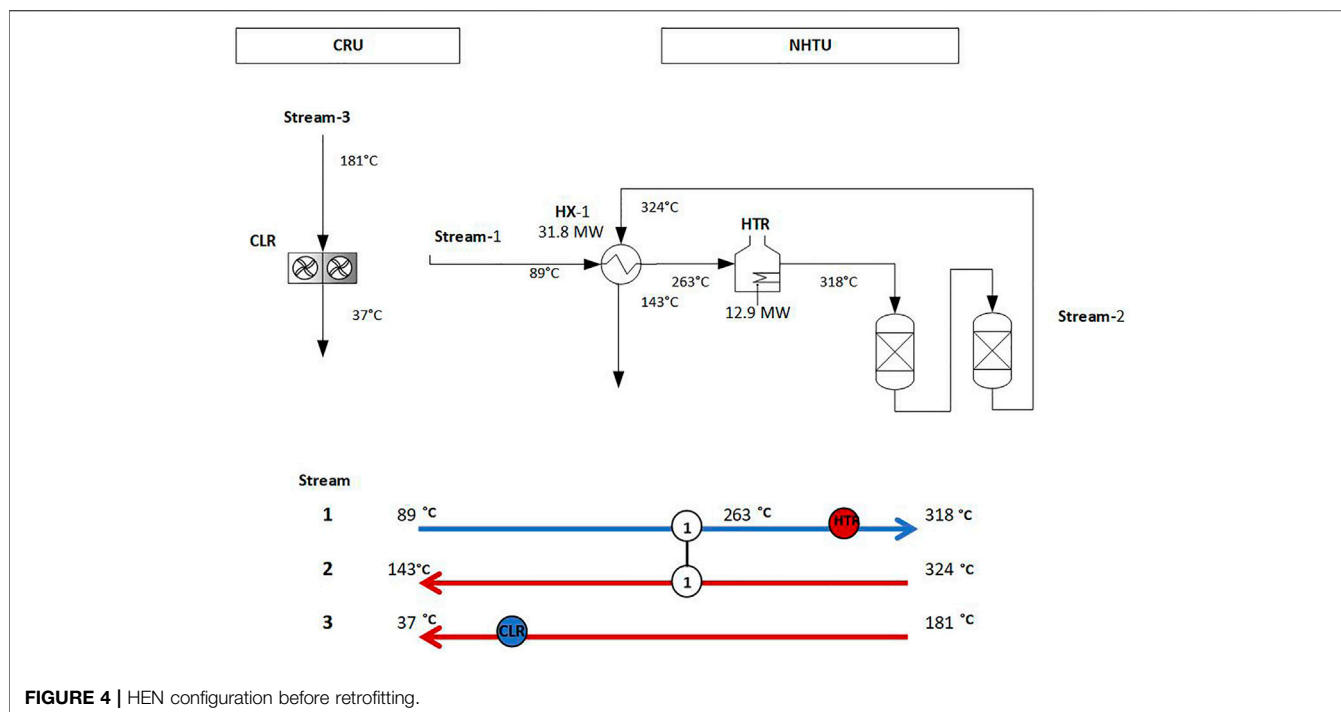 CRU
NHTU
Stream-3
181°C
CLR
37°C
Stream-1
89°C
HX-1
31.8 MW
324°C
143°C
263°C
HTR
12.9 MW
318°C
Stream-2
Stream
1 89 °C 1 263 °C HTR 318 °C
2 143°C 1 324 °C
3 37 °C CLR 181 °C
FIGURE 4 | HEN configuration before retrofitting.